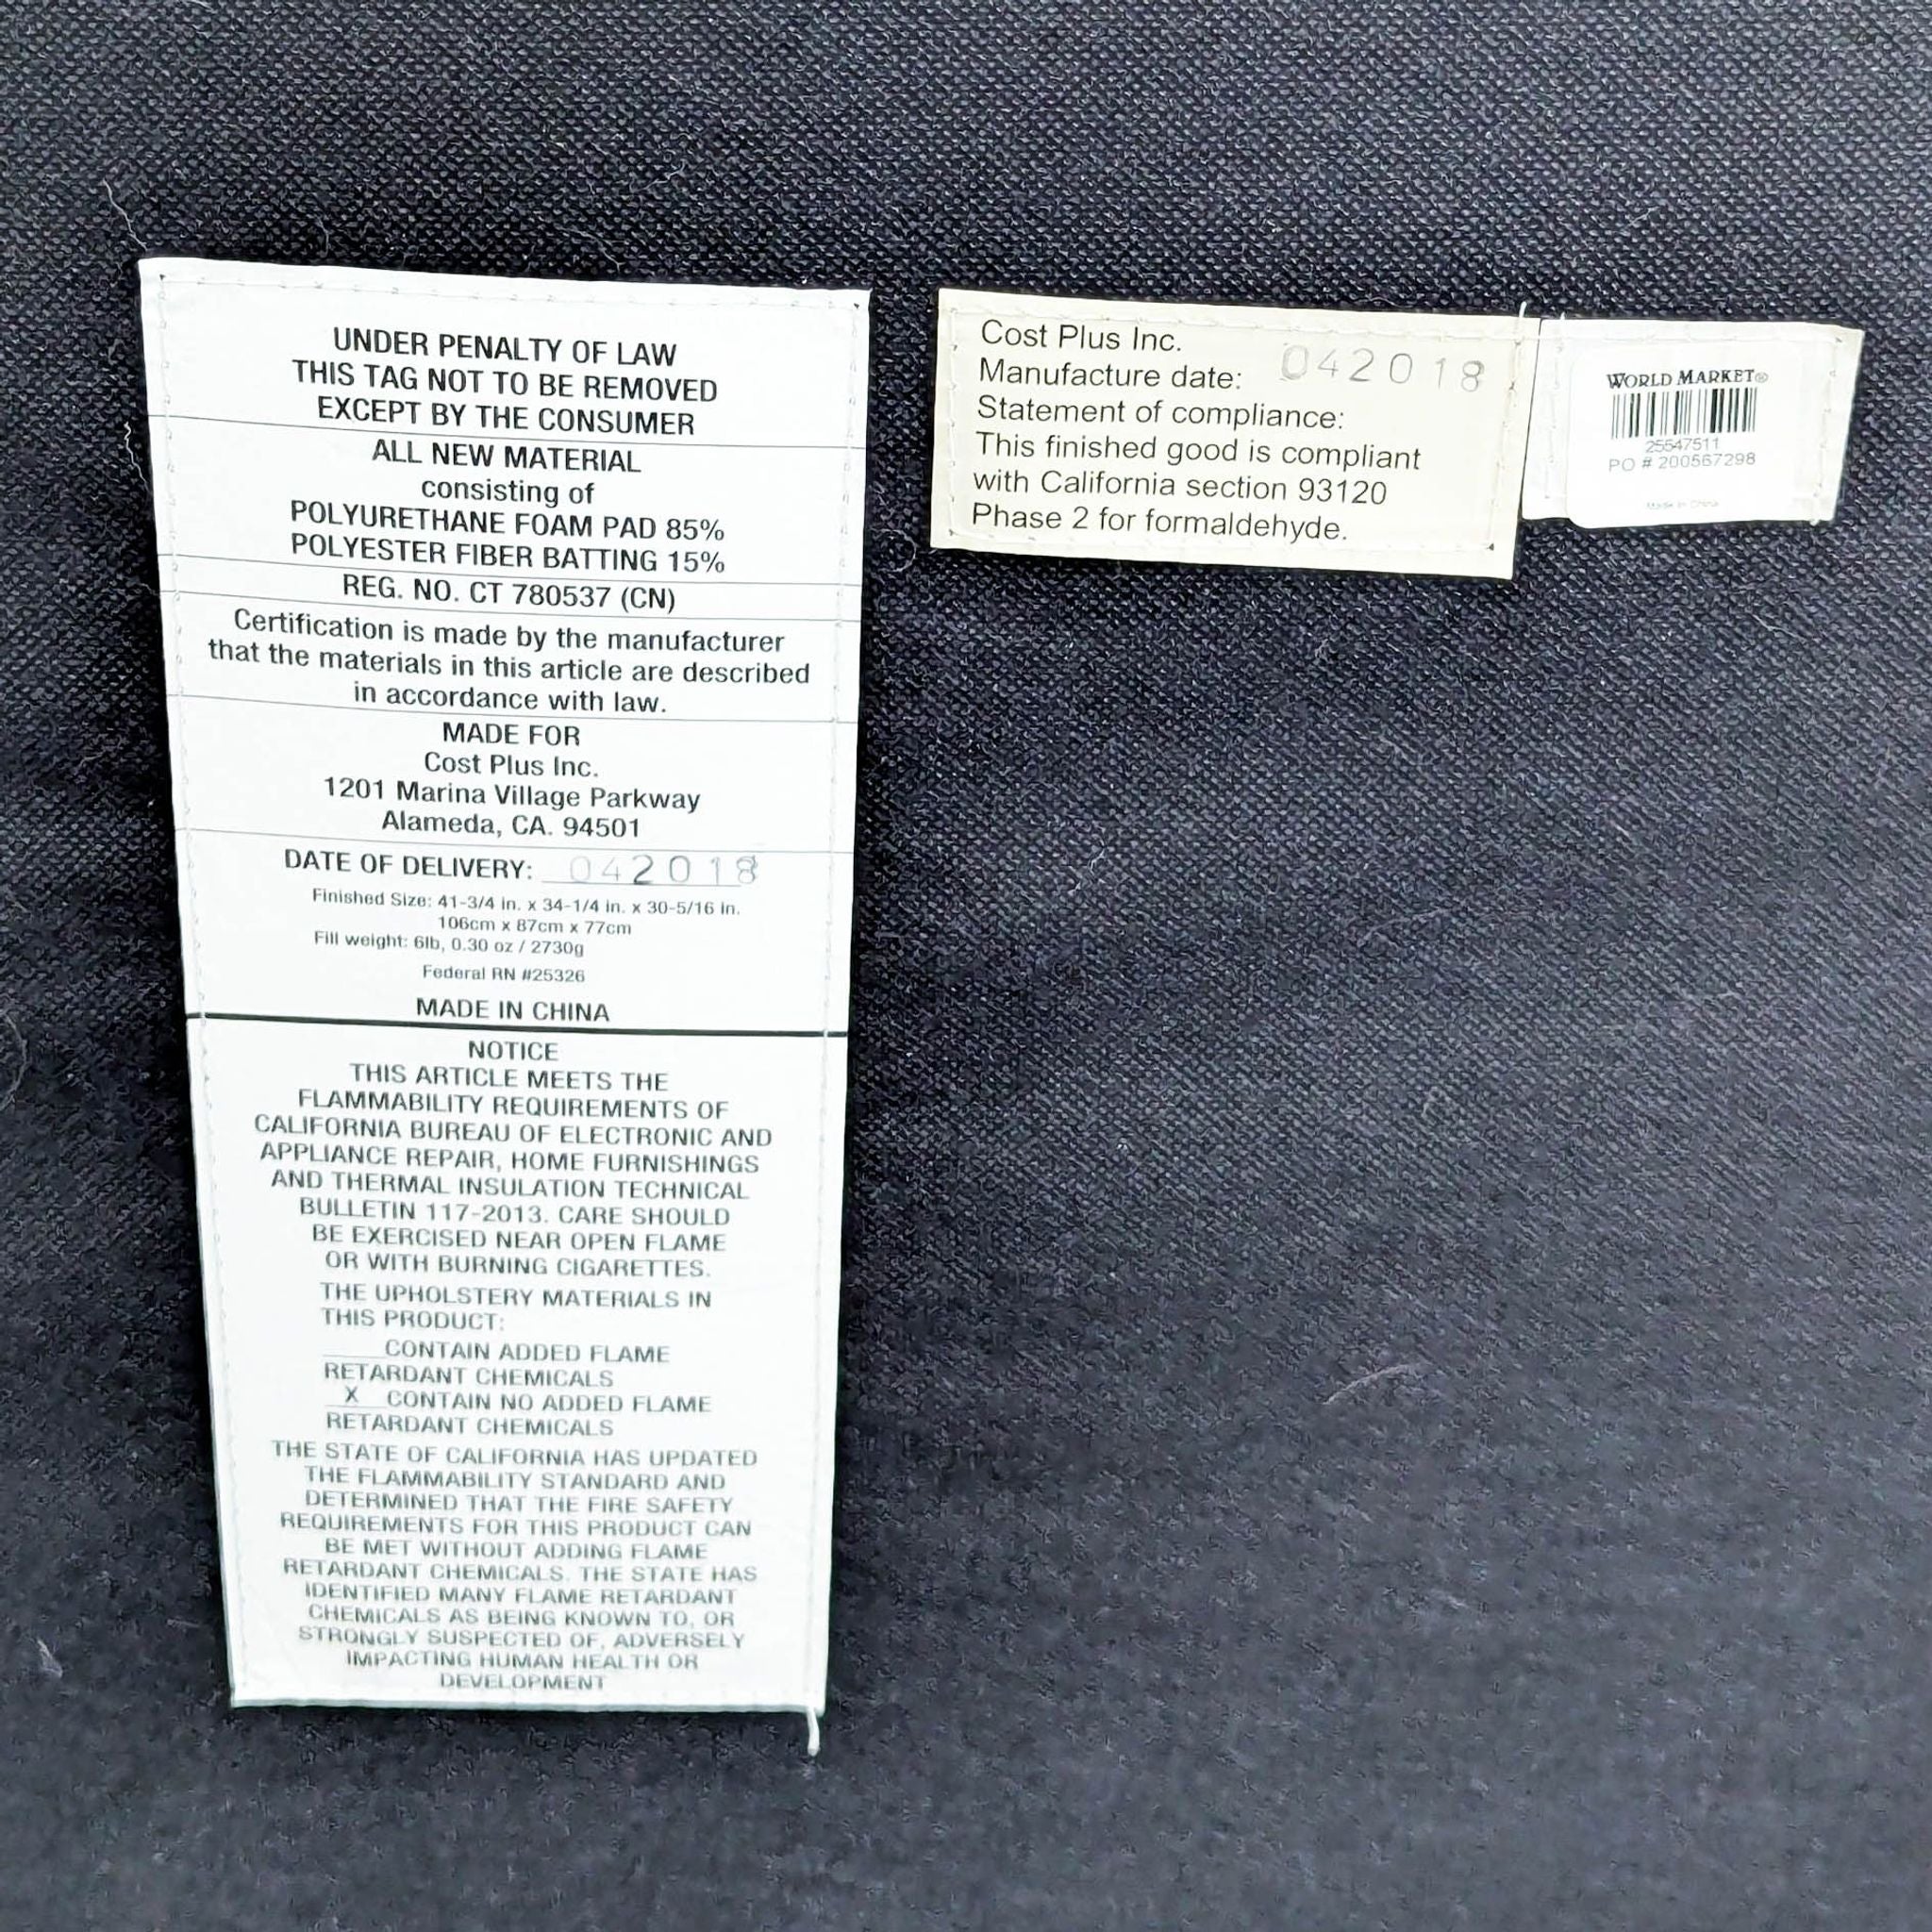 UNDER PENALTY OF LAW
THIS TAG NOT TO BE REMOVED
EXCEPT BY THE CONSUMER
ALL NEW MATERIAL
consisting of
POLYURETHANE FOAM PAD 85%
POLYESTER FIBER BATTING 15%
REG. NO. CT 780537 (CN)
Certification is made by the manufacturer
that the materials in this article are described
in accordance with law.
MADE FOR
Cost Plus Inc.
1201 Marina Village Parkway
Alameda, CA. 94501
DATE OF DELIVERY: 042018
Finished Size: 41-3/4 in. x 34-1/4 in. x 30-5/16 in.
106cm x 87cm x 77cm
Fill weight: 6lb, 0.30 oz / 2730g
Federal RN #25326
MADE IN CHINA
NOTICE
THIS ARTICLE MEETS THE
FLAMMABILITY REQUIREMENTS OF
CALIFORNIA BUREAU OF ELECTRONIC AND
APPLIANCE REPAIR, HOME FURNISHINGS
AND THERMAL INSULATION TECHNICAL
BULLETIN 117-2013. CARE SHOULD
BE EXERCISED NEAR OPEN FLAME
OR WITH BURNING CIGARETTES.
THE UPHOLSTERY MATERIALS IN
THIS PRODUCT:
____CONTAIN ADDED FLAME
RETARDANT CHEMICALS
_X_ CONTAIN NO ADDED FLAME
RETARDANT CHEMICALS
THE STATE OF CALIFORNIA HAS UPDATED
THE FLAMMABILITY STANDARD AND
DETERMINED THAT THE FIRE SAFETY
REQUIREMENTS FOR THIS PRODUCT CAN
BE MET WITHOUT ADDING FLAME
RETARDANT CHEMICALS. THE STATE HAS
IDENTIFIED MANY FLAME RETARDANT
CHEMICALS AS BEING KNOWN TO, OR
STRONGLY SUSPECTED OF, ADVERSELY
IMPACTING HUMAN HEALTH OR
DEVELOPMENT
Cost Plus Inc.
Manufacture date: 042018
Statement of compliance:
This finished good is compliant
with California section 93120
Phase 2 for formaldehyde.
WORLD MARKET®
25547511
PO # 200567298
Made in China